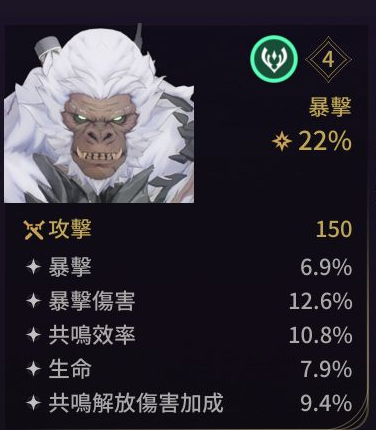 4
暴擊
22%
攻擊 150
暴擊 6.9%
暴擊傷害 12.6%
共鳴效率 10.8%
生命 7.9%
共鳴解放傷害加成 9.4%